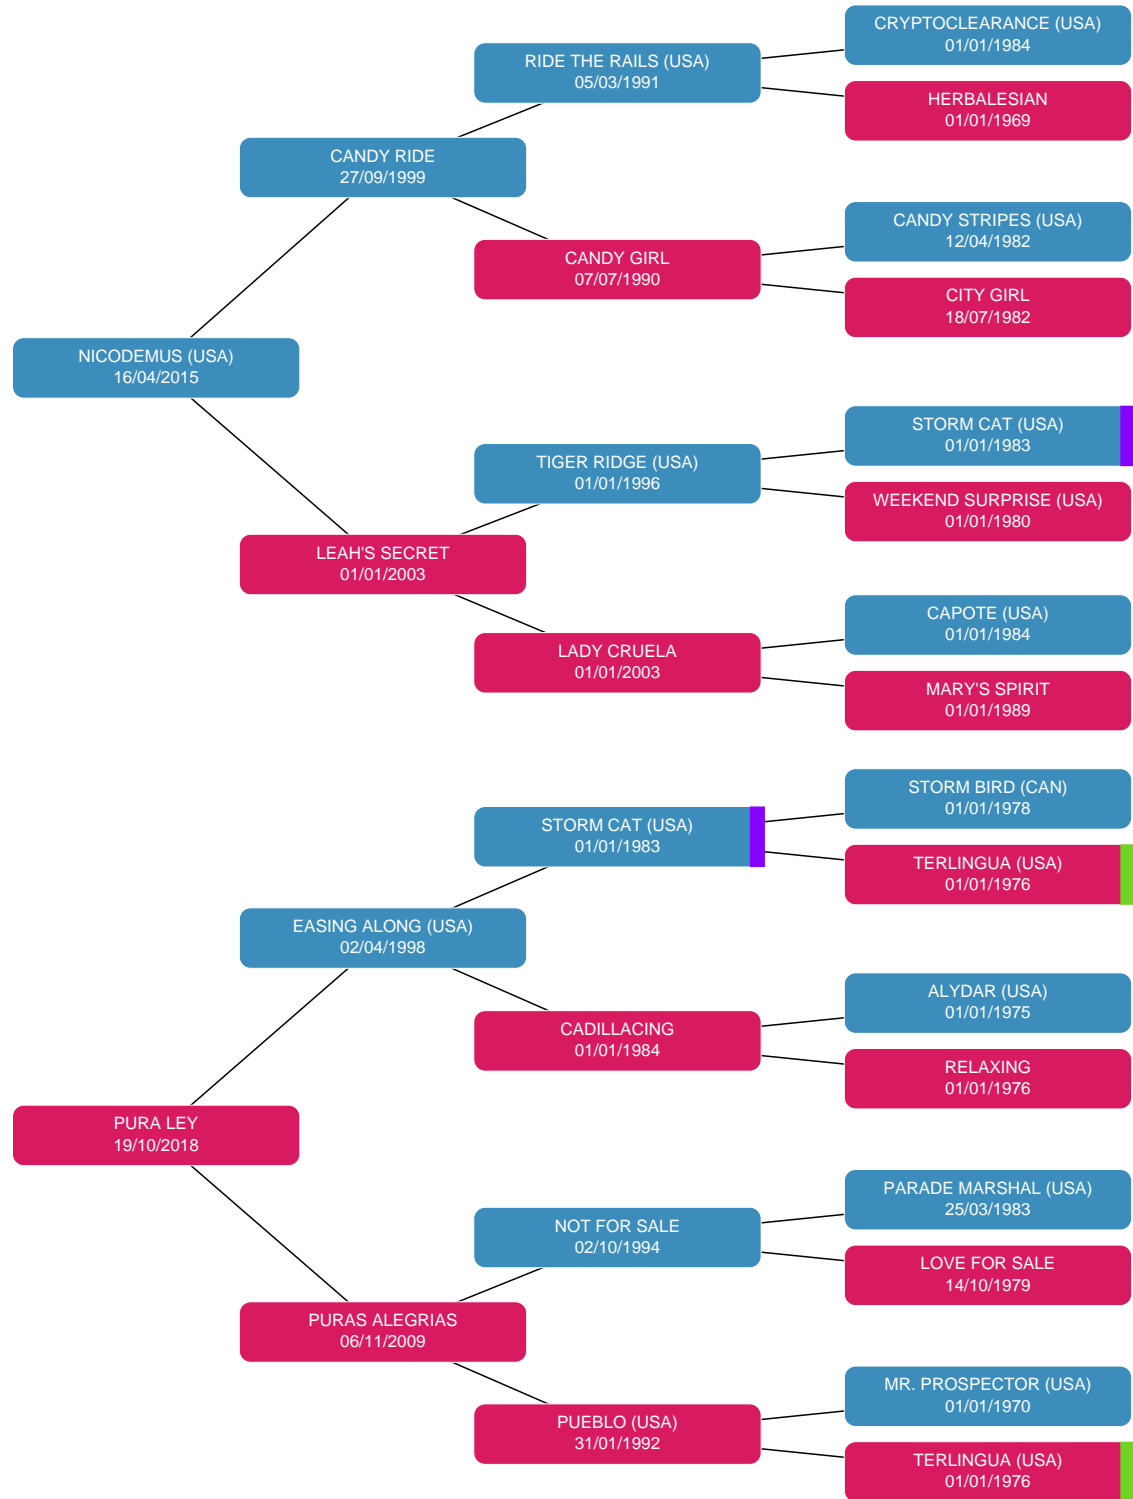 CRYPTOCLEARANCE (USA)
01/01/1984
RIDE THE RAILS (USA)
05/03/1991
HERBALESIAN
01/01/1969
CANDY RIDE
27/09/1999
CANDY STRIPES (USA)
12/04/1982
CANDY GIRL
07/07/1990
CITY GIRL
18/07/1982
NICODEMUS (USA)
16/04/2015
STORM CAT (USA)
01/01/1983
TIGER RIDGE (USA)
01/01/1996
WEEKEND SURPRISE (USA)
01/01/1980
LEAH'S SECRET
01/01/2003
CAPOTE (USA)
01/01/1984
LADY CRUELA
01/01/2003
MARY'S SPIRIT
01/01/1989
STORM BIRD (CAN)
01/01/1978
STORM CAT (USA)
01/01/1983
TERLINGUA (USA)
01/01/1976
EASING ALONG (USA)
02/04/1998
ALYDAR (USA)
01/01/1975
CADILLACING
01/01/1984
RELAXING
01/01/1976
PURA LEY
19/10/2018
PARADE MARSHAL (USA)
25/03/1983
NOT FOR SALE
02/10/1994
LOVE FOR SALE
14/10/1979
PURAS ALEGRIAS
06/11/2009
MR. PROSPECTOR (USA)
01/01/1970
PUEBLO (USA)
31/01/1992
TERLINGUA (USA)
01/01/1976